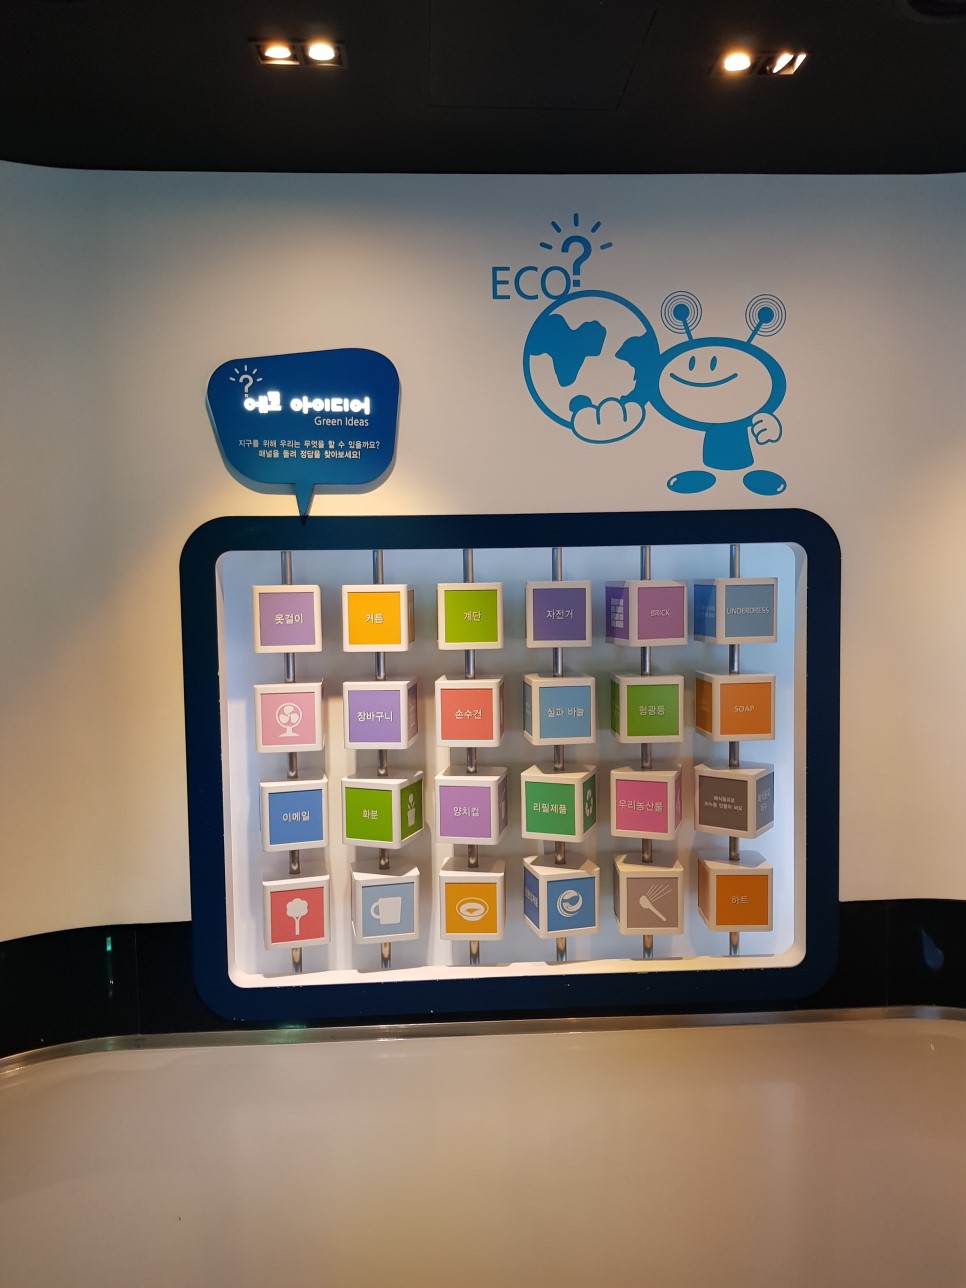 ECO?
?
에코 아이디어
Green Ideas
지구를 위해 우리는 무엇을 할 수 있을까요?
패널을 돌려 정답을 찾아보세요!
옷걸이
커튼
계단
자전거
BRICK
UNDERDRESS
장바구니
손수건
실과 바늘
형광등
SOAP
이메일
화분
양치컵
리필제품
우리농산물
하트